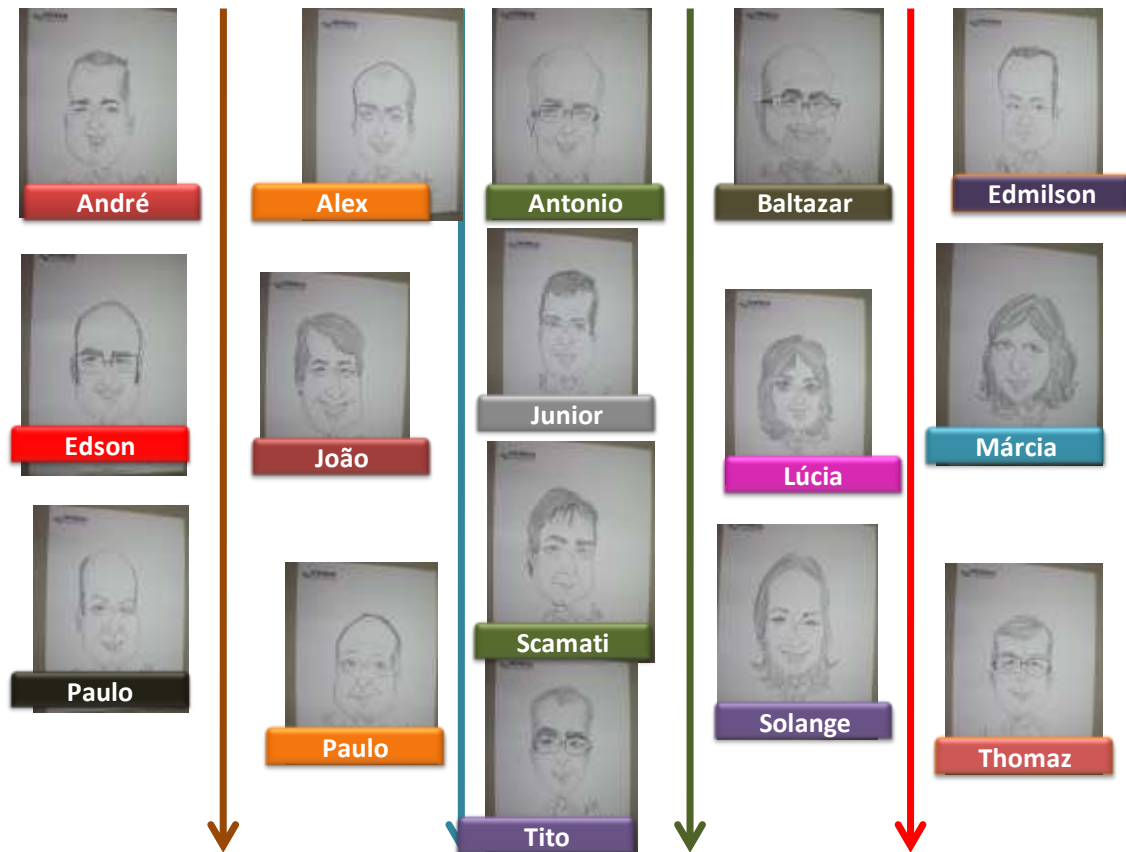 André
Alex
Antonio
Baltazar
Edmilson
Edson
João
Junior
Lúcia
Márcia
Paulo
Paulo
Scamati
Solange
Thomaz
Tito